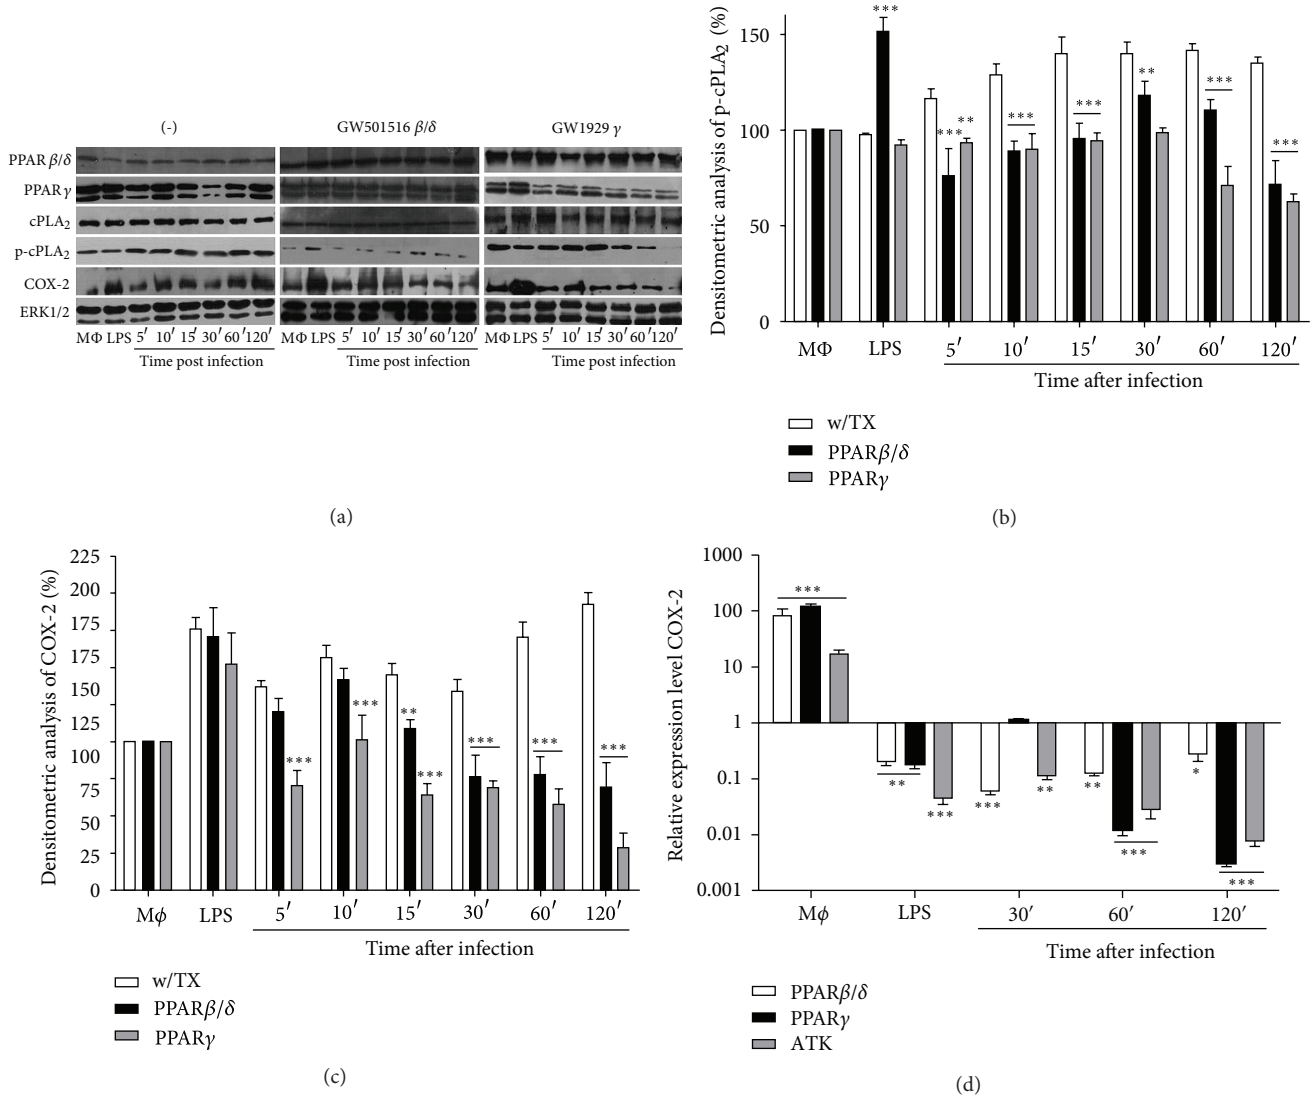 (-)
GW501516 β/δ
GW1929 γ
PPAR β/δ
PPAR γ
cPLA2
p-cPLA2
COX-2
ERK1/2
MΦ LPS 5′ 10′ 15′ 30′ 60′ 120′
MΦ LPS 5′ 10′ 15′ 30′ 60′ 120′
MΦ LPS 5′ 10′ 15′ 30′ 60′ 120′
Time post infection
Time post infection
Time post infection
(a)
Densitometric analysis of p-cPLA2 (%)
150
100
50
0
***
***
**
***
***
**
***
***
MΦ LPS 5′ 10′ 15′ 30′ 60′ 120′
Time after infection
w/TX
PPARβ/δ
PPARγ
(b)
Densitometric analysis of COX-2 (%)
225
200
175
150
100
75
50
25
0
***
***
**
***
***
***
***
Mϕ LPS 5′ 10′ 15′ 30′ 60′ 120′
Time after infection
w/TX
PPARβ/δ
PPARγ
(c)
Relative expression level COX-2
1000
100
10
1
0.1
0.01
0.001
***
**
***
***
**
**
***
*
***
Mϕ LPS 30′ 60′ 120′
Time after infection
PPARβ/δ
PPARγ
ATK
(d)